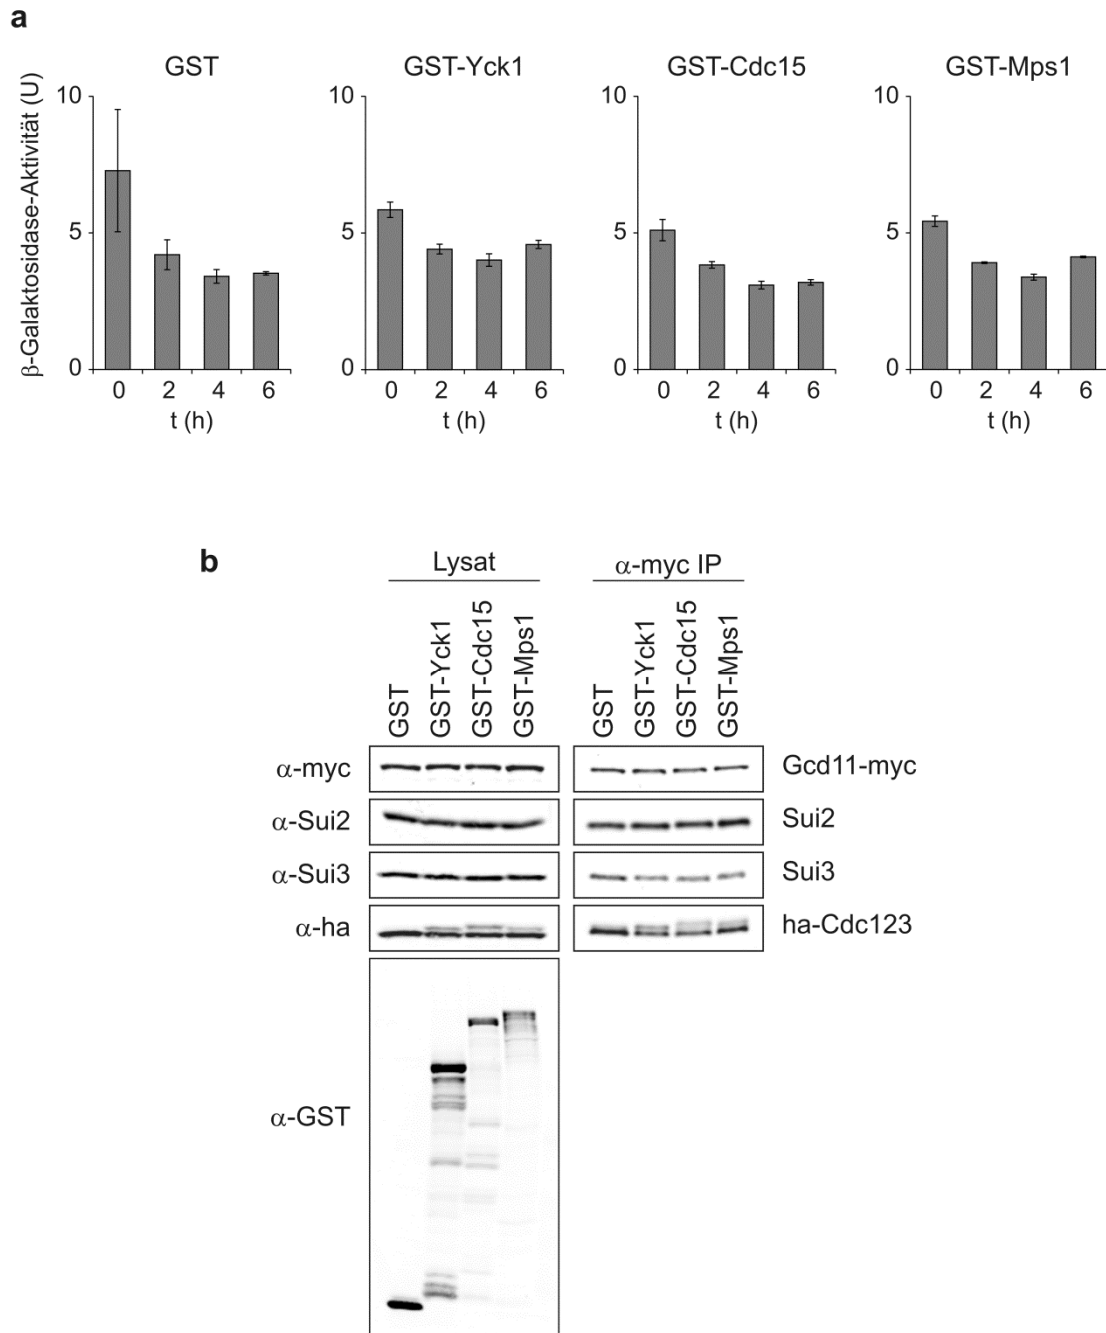 a
GST
GST-Yck1
GST-Cdc15
GST-Mps1
β-Galaktosidase-Aktivität (U)
10
5
0
0 2 4 6
t (h)
10
5
0
0 2 4 6
t (h)
10
5
0
0 2 4 6
t (h)
10
5
0
0 2 4 6
t (h)
b
Lysat
α-myc IP
GST
GST-Yck1
GST-Cdc15
GST-Mps1
GST
GST-Yck1
GST-Cdc15
GST-Mps1
α-myc
Gcd11-myc
α-Sui2
Sui2
α-Sui3
Sui3
α-ha
ha-Cdc123
α-GST